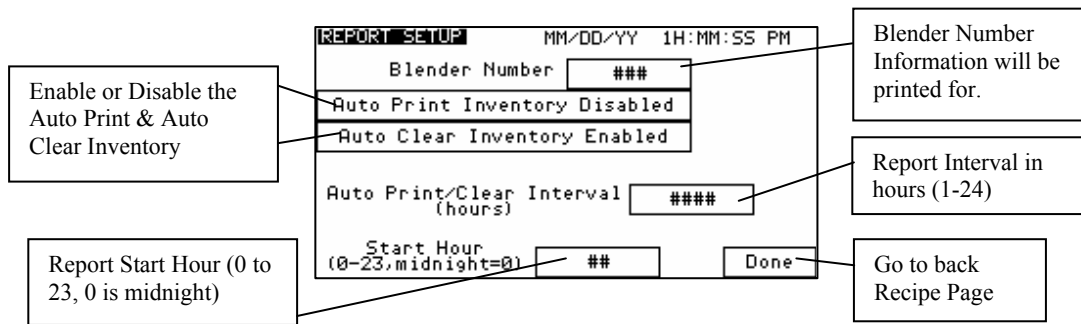 REPORT SETUP MM/DD/YY 1H:MM:SS PM
Blender Number ###
Auto Print Inventory Disabled
Auto Clear Inventory Enabled
Auto Print/Clear Interval ####
(hours)
Start Hour
(0-23,midnight=0) ##
Done
Enable or Disable the
Auto Print & Auto
Clear Inventory
Report Start Hour (0 to
23, 0 is midnight)
Blender Number
Information will be
printed for.
Report Interval in
hours (1-24)
Go to back
Recipe Page